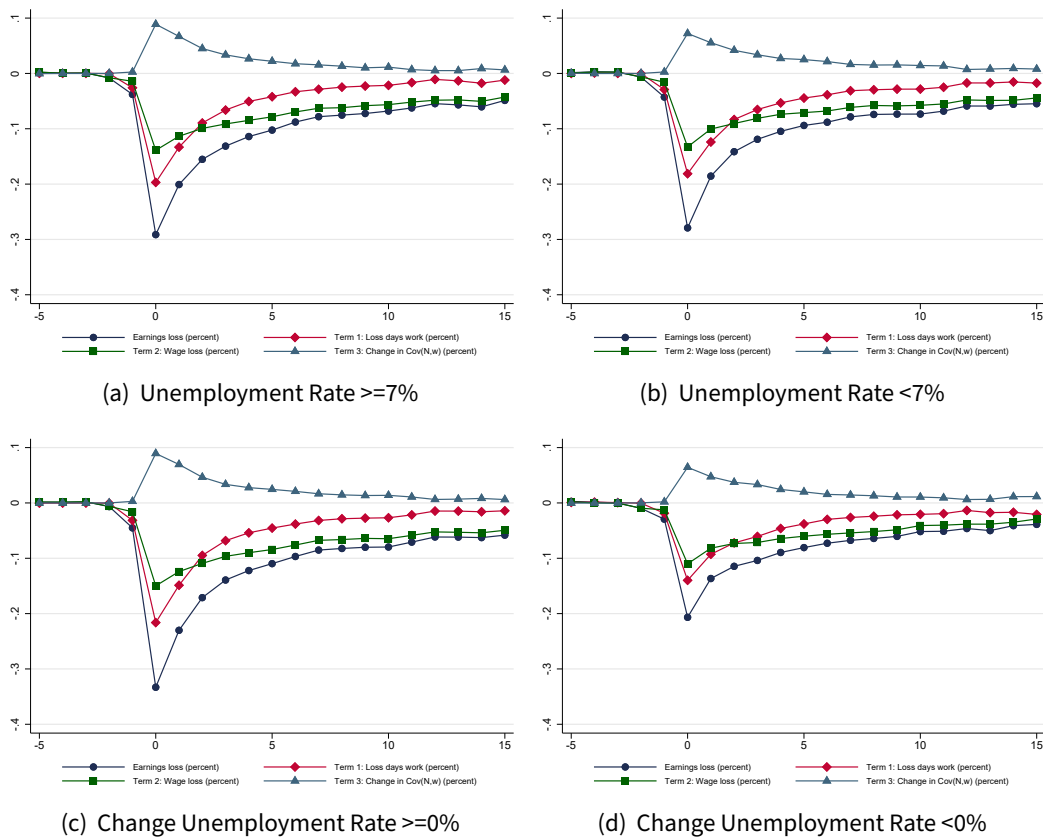 .1
0
-.1
-.2
-.3
-.4
-5 0 5 10 15
Earnings loss (percent) Term 1: Loss days work (percent)
Term 2: Wage loss (percent) Term 3: Change in Cov(N,w) (percent)
(a) Unemployment Rate >=7%
.1
0
-.1
-.2
-.3
-.4
-5 0 5 10 15
Earnings loss (percent) Term 1: Loss days work (percent)
Term 2: Wage loss (percent) Term 3: Change in Cov(N,w) (percent)
(b) Unemployment Rate <7%
.1
0
-.1
-.2
-.3
-.4
-5 0 5 10 15
Earnings loss (percent) Term 1: Loss days work (percent)
Term 2: Wage loss (percent) Term 3: Change in Cov(N,w) (percent)
(c) Change Unemployment Rate >=0%
.1
0
-.1
-.2
-.3
-.4
-5 0 5 10 15
Earnings loss (percent) Term 1: Loss days work (percent)
Term 2: Wage loss (percent) Term 3: Change in Cov(N,w) (percent)
(d) Change Unemployment Rate <0%